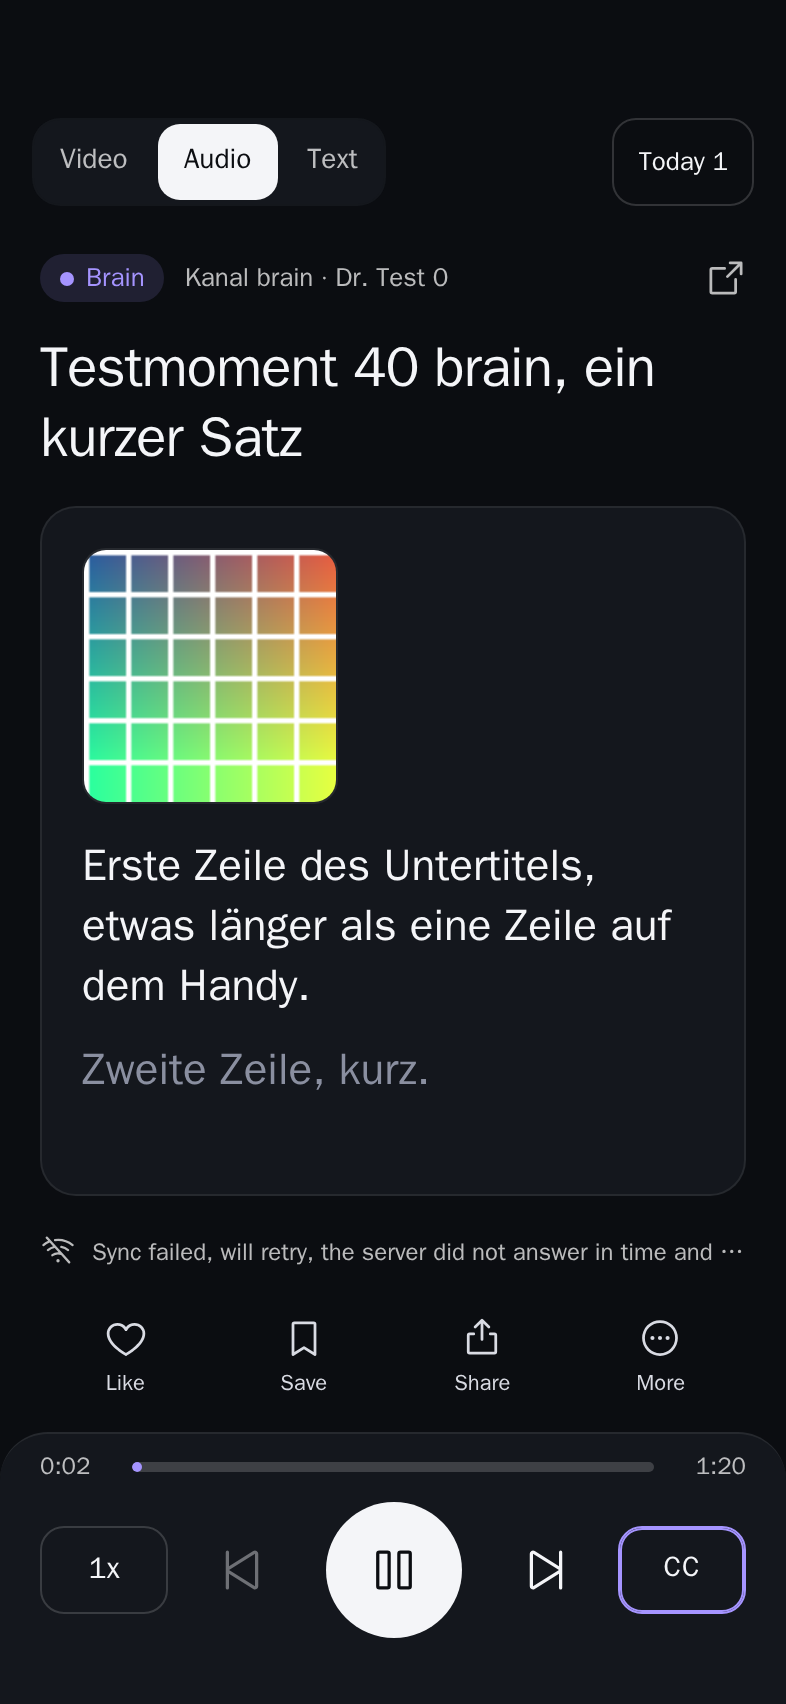 Video Audio Text Today 1
Brain Kanal brain · Dr. Test 0
Testmoment 40 brain, ein
kurzer Satz
Erste Zeile des Untertitels,
etwas länger als eine Zeile auf
dem Handy.
Zweite Zeile, kurz.
Sync failed, will retry, the server did not answer in time and ...
Like Save Share More
0:02 1:20
1x CC